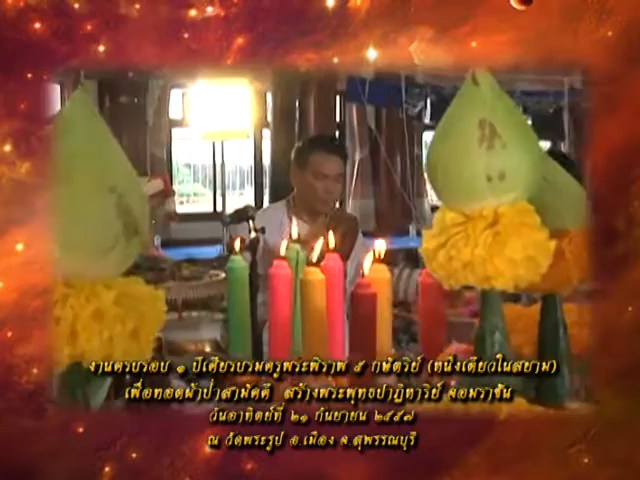 งานครบรอบ ๑ ปีเศียรบรมครูพระพิราพ ๕ กษัตริย์ (หนึ่งเดียวในสยาม)
เพื่อทอดผ้าป่าสามัคคี สร้างพระพุทธปาฏิหาริย์ จอมราชัน
วันอาทิตย์ที่ ๒๑ กันยายน ๒๕๕๗
ณ วัดพระรูป อ.เมือง จ.สุพรรณบุรี